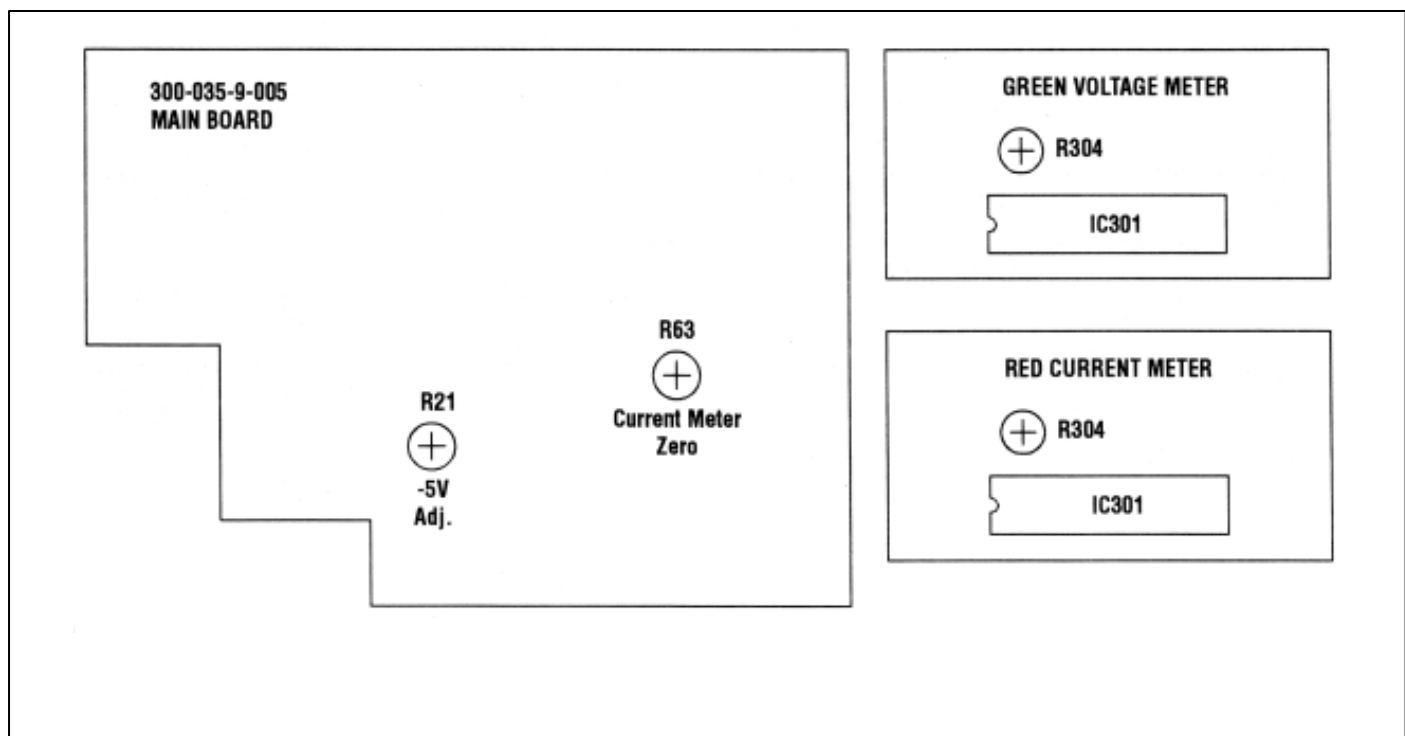 300-035-9-005
MAIN BOARD
R63
Current Meter
Zero
R21
-5V
Adj.
GREEN VOLTAGE METER
R304
IC301
RED CURRENT METER
R304
IC301